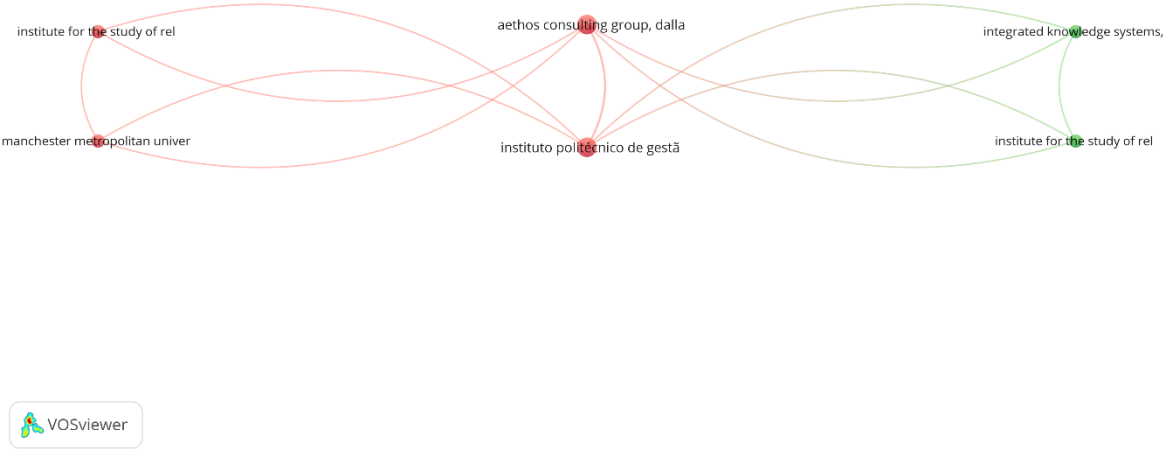 institute for the study of rel
aethos consulting group, dalla
integrated knowledge systems,
manchester metropolitan univer
instituto politécnico de gestã
institute for the study of rel
VOSviewer